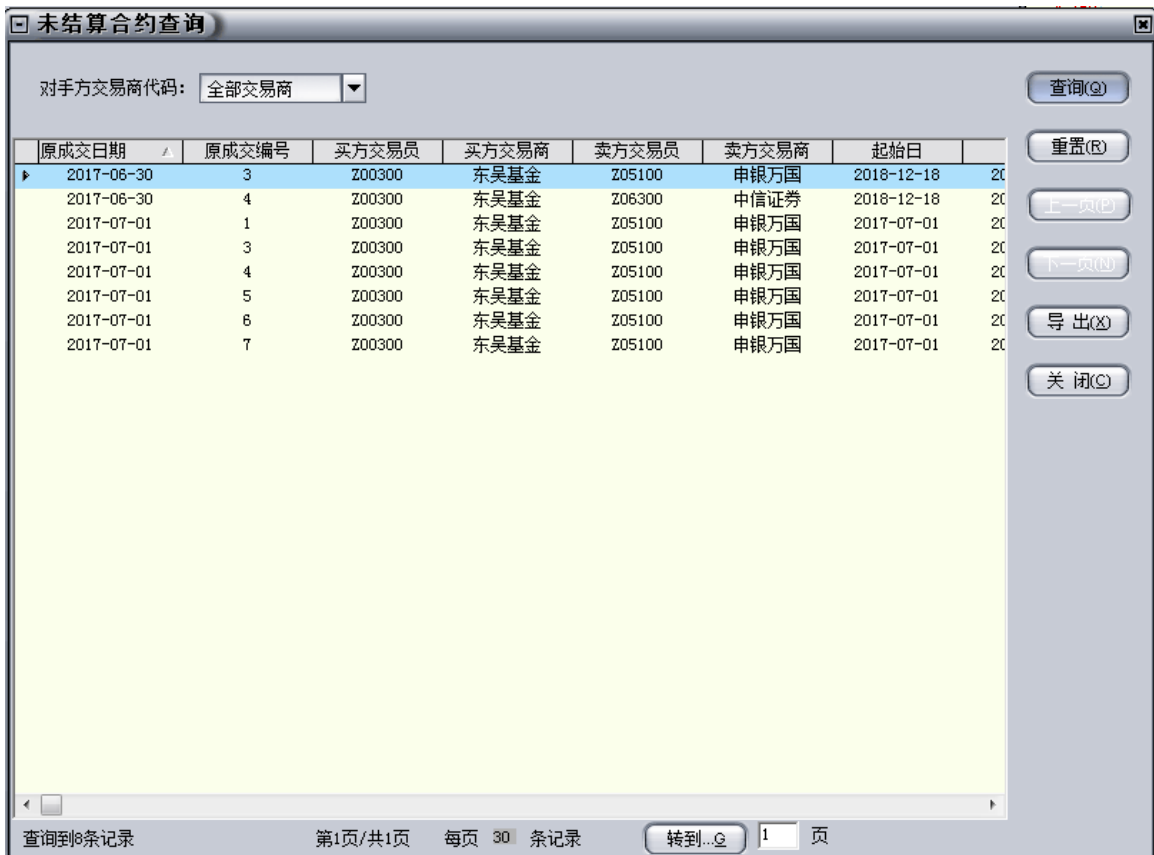 未结算合约查询
对手方交易商代码: 全部交易商 查询(Q)
重置(R)
上一页(P)
下一页(N)
导 出(X)
关 闭(C)
原成交日期 原成交编号 买方交易员 买方交易商 卖方交易员 卖方交易商 起始日
2017-06-30 3 Z00300 东吴基金 Z05100 申银万国 2018-12-18 20
2017-06-30 4 Z00300 东吴基金 Z06300 中信证券 2018-12-18 20
2017-07-01 1 Z00300 东吴基金 Z05100 申银万国 2017-07-01 20
2017-07-01 3 Z00300 东吴基金 Z05100 申银万国 2017-07-01 20
2017-07-01 4 Z00300 东吴基金 Z05100 申银万国 2017-07-01 20
2017-07-01 5 Z00300 东吴基金 Z05100 申银万国 2017-07-01 20
2017-07-01 6 Z00300 东吴基金 Z05100 申银万国 2017-07-01 20
2017-07-01 7 Z00300 东吴基金 Z05100 申银万国 2017-07-01 20
查询到8条记录 第1页/共1页 每页 30 条记录 转到...G 1 页